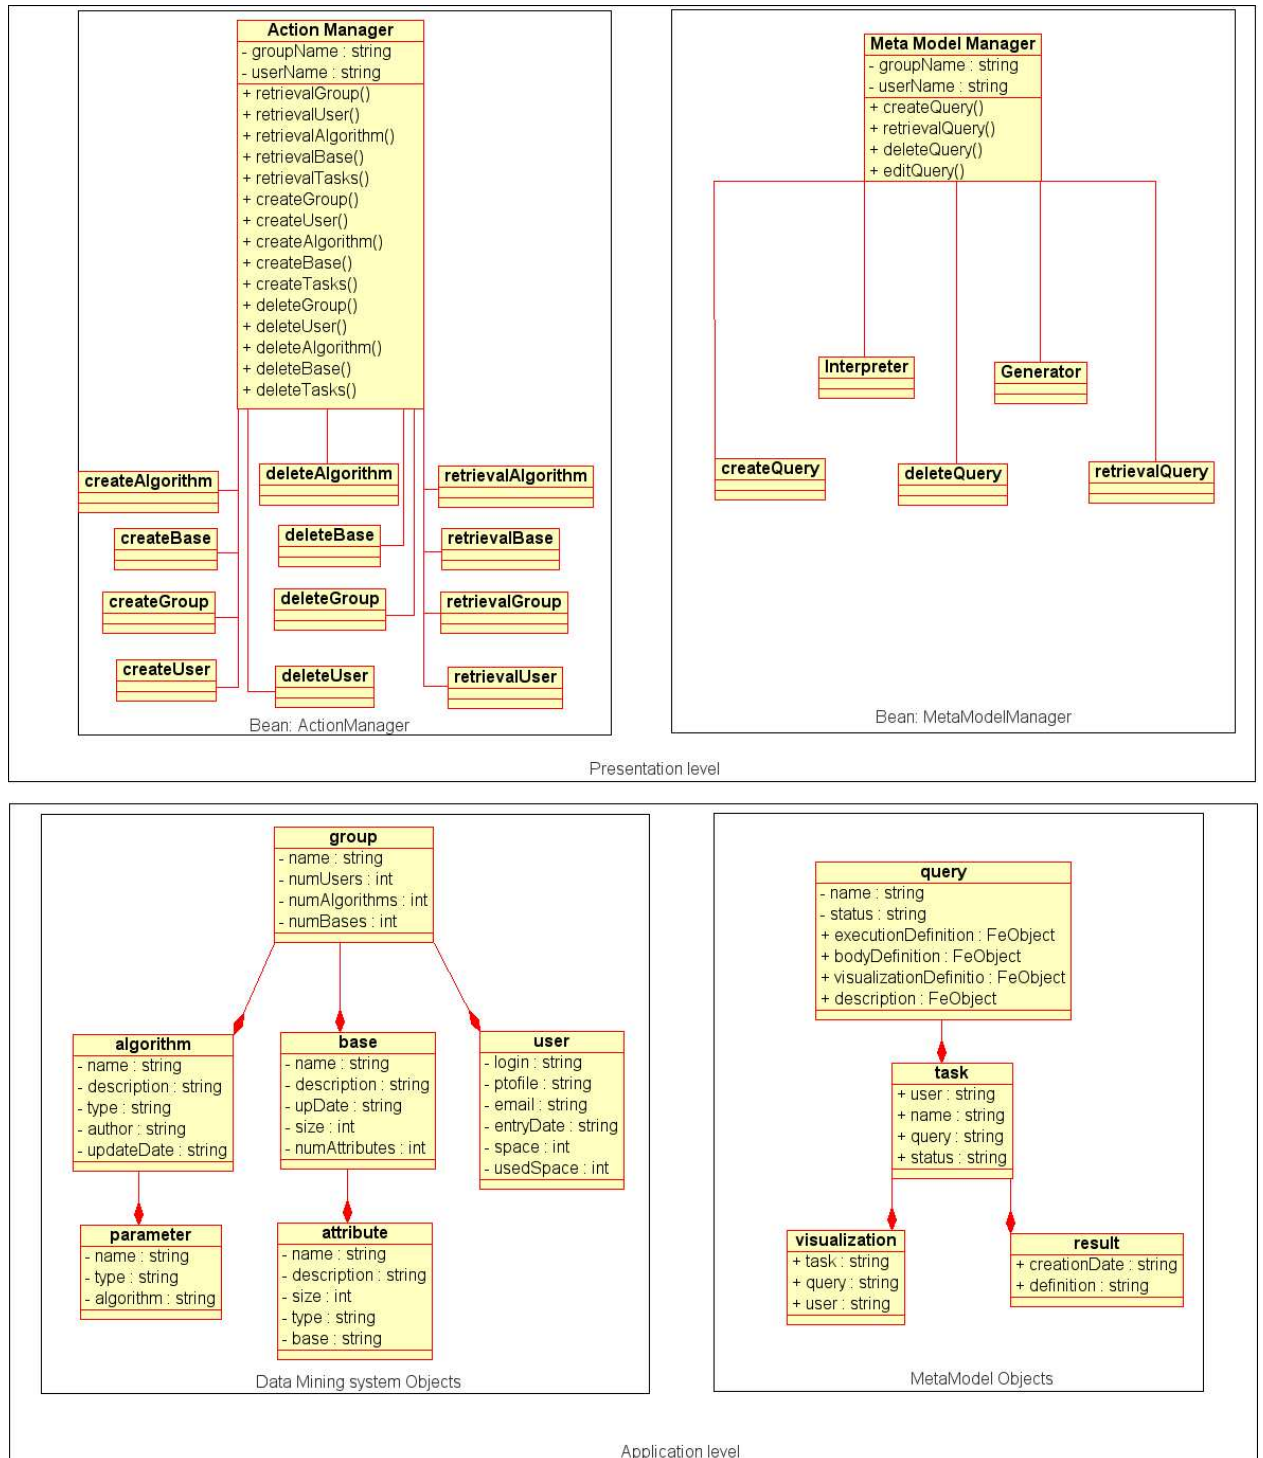 Action Manager
- groupName : string
- userName : string
+ retrievalGroup()
+ retrievalUser()
+ retrievalAlgorithm()
+ retrievalBase()
+ retrievalTasks()
+ createGroup()
+ createUser()
+ createAlgorithm()
+ createBase()
+ createTasks()
+ deleteGroup()
+ deleteUser()
+ deleteAlgorithm()
+ deleteBase()
+ deleteTasks()
createAlgorithm
deleteAlgorithm
retrievalAlgorithm
createBase
deleteBase
retrievalBase
createGroup
deleteGroup
retrievalGroup
createUser
deleteUser
retrievalUser
Bean: ActionManager
Meta Model Manager
- groupName : string
- userName : string
+ createQuery()
+ retrievalQuery()
+ deleteQuery()
+ editQuery()
Interpreter
Generator
createQuery
deleteQuery
retrievalQuery
Bean: MetaModelManager
Presentation level
group
- name : string
- numUsers : int
- numAlgorithms : int
- numBases : int
algorithm
- name : string
- description : string
- type : string
- author : string
- updateDate : string
base
- name : string
- description : string
- upDate : string
- size : int
- numAttributes : int
user
- login : string
- ptofile : string
- email : string
- entryDate : string
- space : int
- usedSpace : int
parameter
- name : string
- type : string
- algorithm : string
attribute
- name : string
- description : string
- size : int
- type : string
- base : string
Data Mining system Objects
query
- name : string
- status : string
+ executionDefinition : FeObject
+ bodyDefinition : FeObject
+ visualizationDefinitio : FeObject
+ description : FeObject
task
+ user : string
+ name : string
+ query : string
+ status : string
visualization
+ task : string
+ query : string
+ user : string
result
+ creationDate : string
+ definition : string
MetaModel Objects
Application level